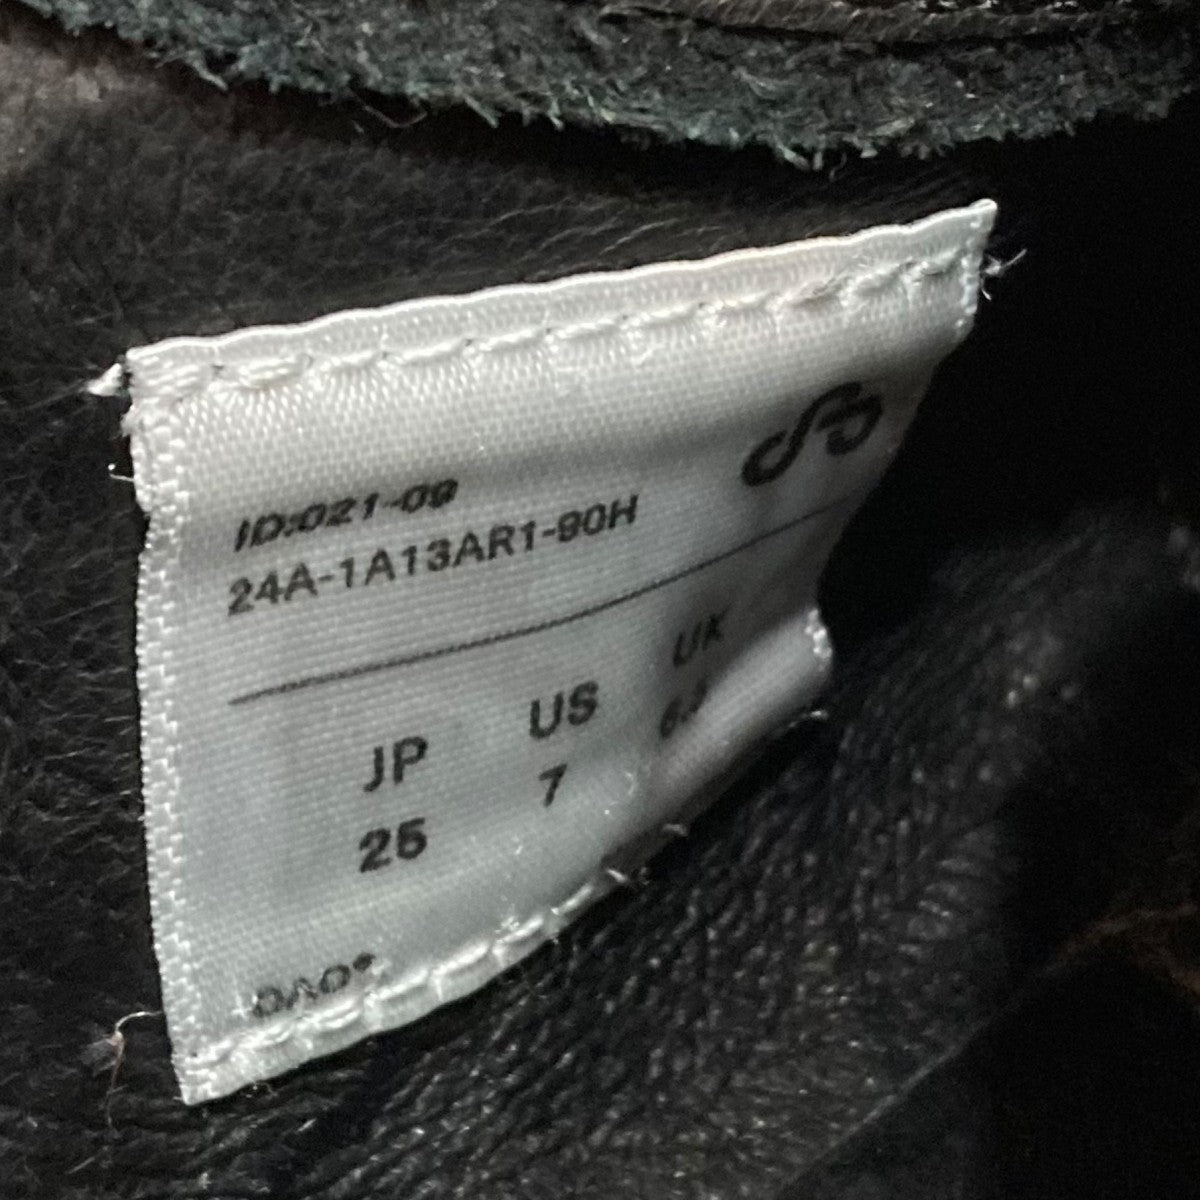 ID:021-09
24A-1A13AR1-90H
JP US UK
25 7